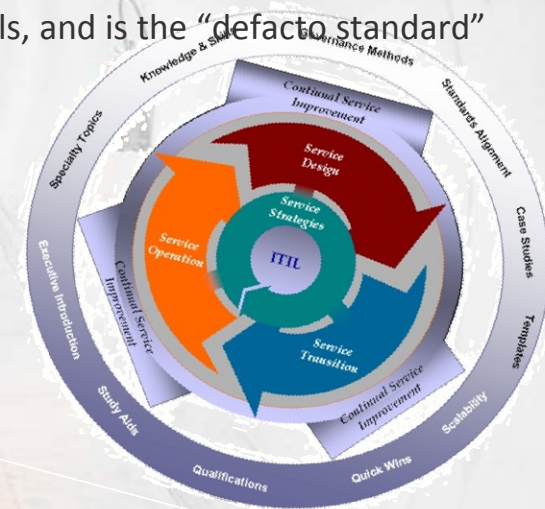 ls, and is the “defacto standard”
Knowledge & Skills
Governance Methods
Standards Alignment
Case Studies
Templates
Scalability
Quick Wins
Qualifications
Study Aids
Executive Introduction
Specialty Topics
Continual Service
Improvement
Service
Design
Service
Strategies
ITIL
Service
Operation
Service
Transition
Continual Service
Improvement
Continual Service
Improvement